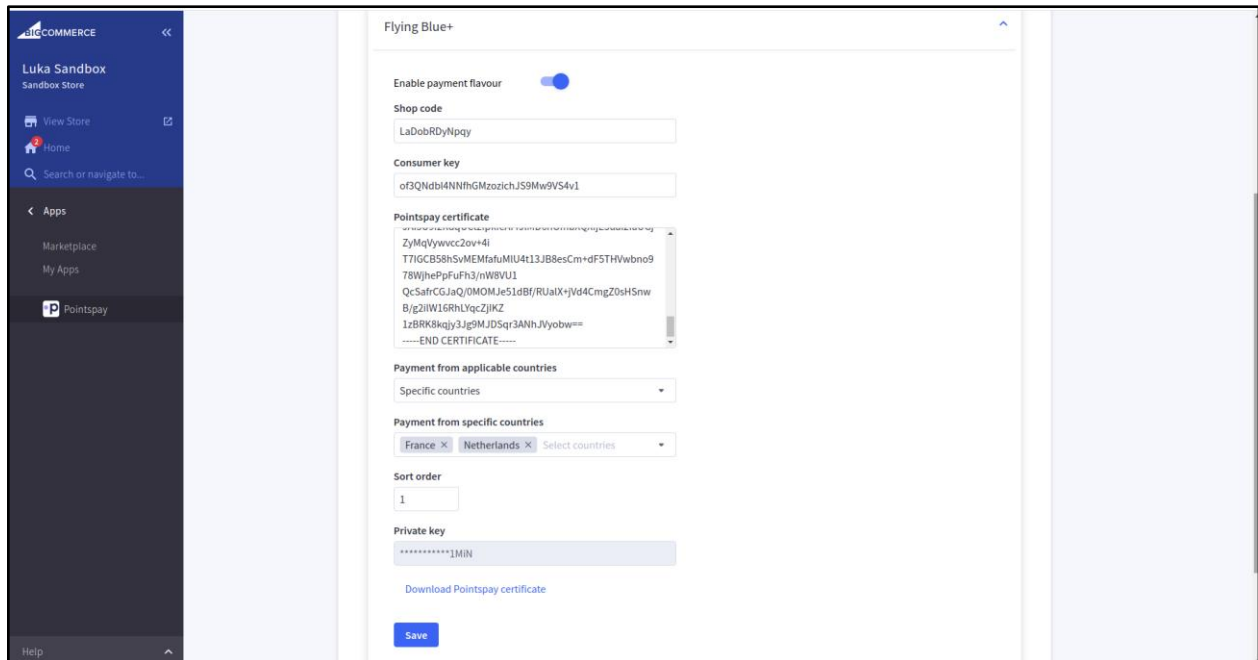 BIGCOMMERCE
Luka Sandbox
Sandbox Store
View Store
2
Home
Search or navigate to...
Apps
Marketplace
My Apps
Pointspay
Help
Flying Blue+
Enable payment flavour
Shop code
LaDobRDyNpqy
Consumer key
of3QNdbI4NNfhGMzozichJS9Mw9VS4v1
Pointspay certificate
ZyMqVywvcc2ov+4i
T7IGCB58hSvMEMfafuMIU4t13JB8esCm+dF5THVwbno9
78WjhePpFuFh3/nW8VU1
QcSafrCGJaQ/0MOMJe51dBf/RUalX+jVd4CmgZ0sHSnw
B/g2iIW16RhLYqcZjIKZ
1zBRK8kqjy3Jg9MJDSqr3ANhJVyobw==
-----END CERTIFICATE-----
Payment from applicable countries
Specific countries
Payment from specific countries
France × Netherlands × Select countries
Sort order
1
Private key
***********1MiN
Download Pointspay certificate
Save